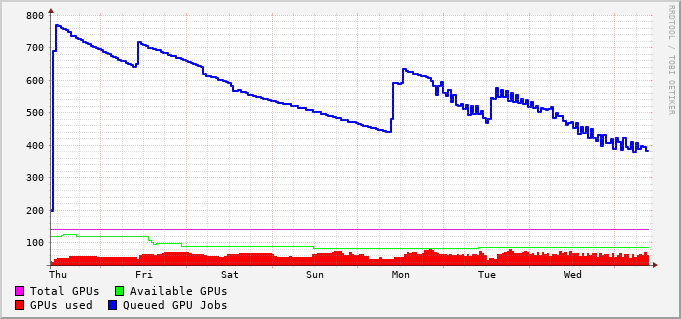 800
700
600
500
400
300
200
100
Thu Fri Sat Sun Mon Tue Wed
Total GPUs Available GPUs
GPUs used Queued GPU Jobs
RRDTOOL / TOBI OETIKER